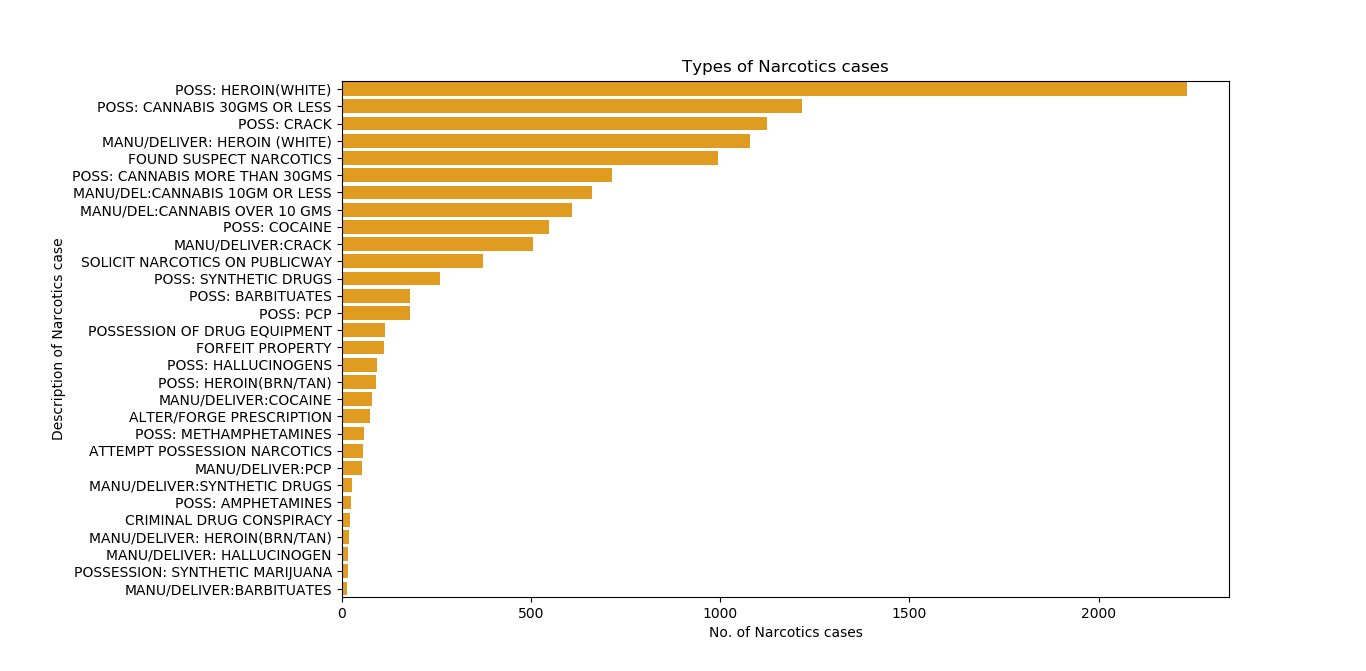 Types of Narcotics cases
POSS: HEROIN(WHITE)
POSS: CANNABIS 30GMS OR LESS
POSS: CRACK
MANU/DELIVER: HEROIN (WHITE)
FOUND SUSPECT NARCOTICS
POSS: CANNABIS MORE THAN 30GMS
MANU/DEL:CANNABIS 10GM OR LESS
MANU/DEL:CANNABIS OVER 10 GMS
POSS: COCAINE
MANU/DELIVER:CRACK
SOLICIT NARCOTICS ON PUBLICWAY
POSS: SYNTHETIC DRUGS
POSS: BARBITUATES
POSS: PCP
POSSESSION OF DRUG EQUIPMENT
FORFEIT PROPERTY
POSS: HALLUCINOGENS
POSS: HEROIN(BRN/TAN)
MANU/DELIVER:COCAINE
ALTER/FORGE PRESCRIPTION
POSS: METHAMPHETAMINES
ATTEMPT POSSESSION NARCOTICS
MANU/DELIVER:PCP
MANU/DELIVER:SYNTHETIC DRUGS
POSS: AMPHETAMINES
CRIMINAL DRUG CONSPIRACY
MANU/DELIVER: HEROIN(BRN/TAN)
MANU/DELIVER: HALLUCINOGEN
POSSESSION: SYNTHETIC MARIJUANA
MANU/DELIVER:BARBITUATES
Description of Narcotics case
0 500 1000 1500 2000
No. of Narcotics cases